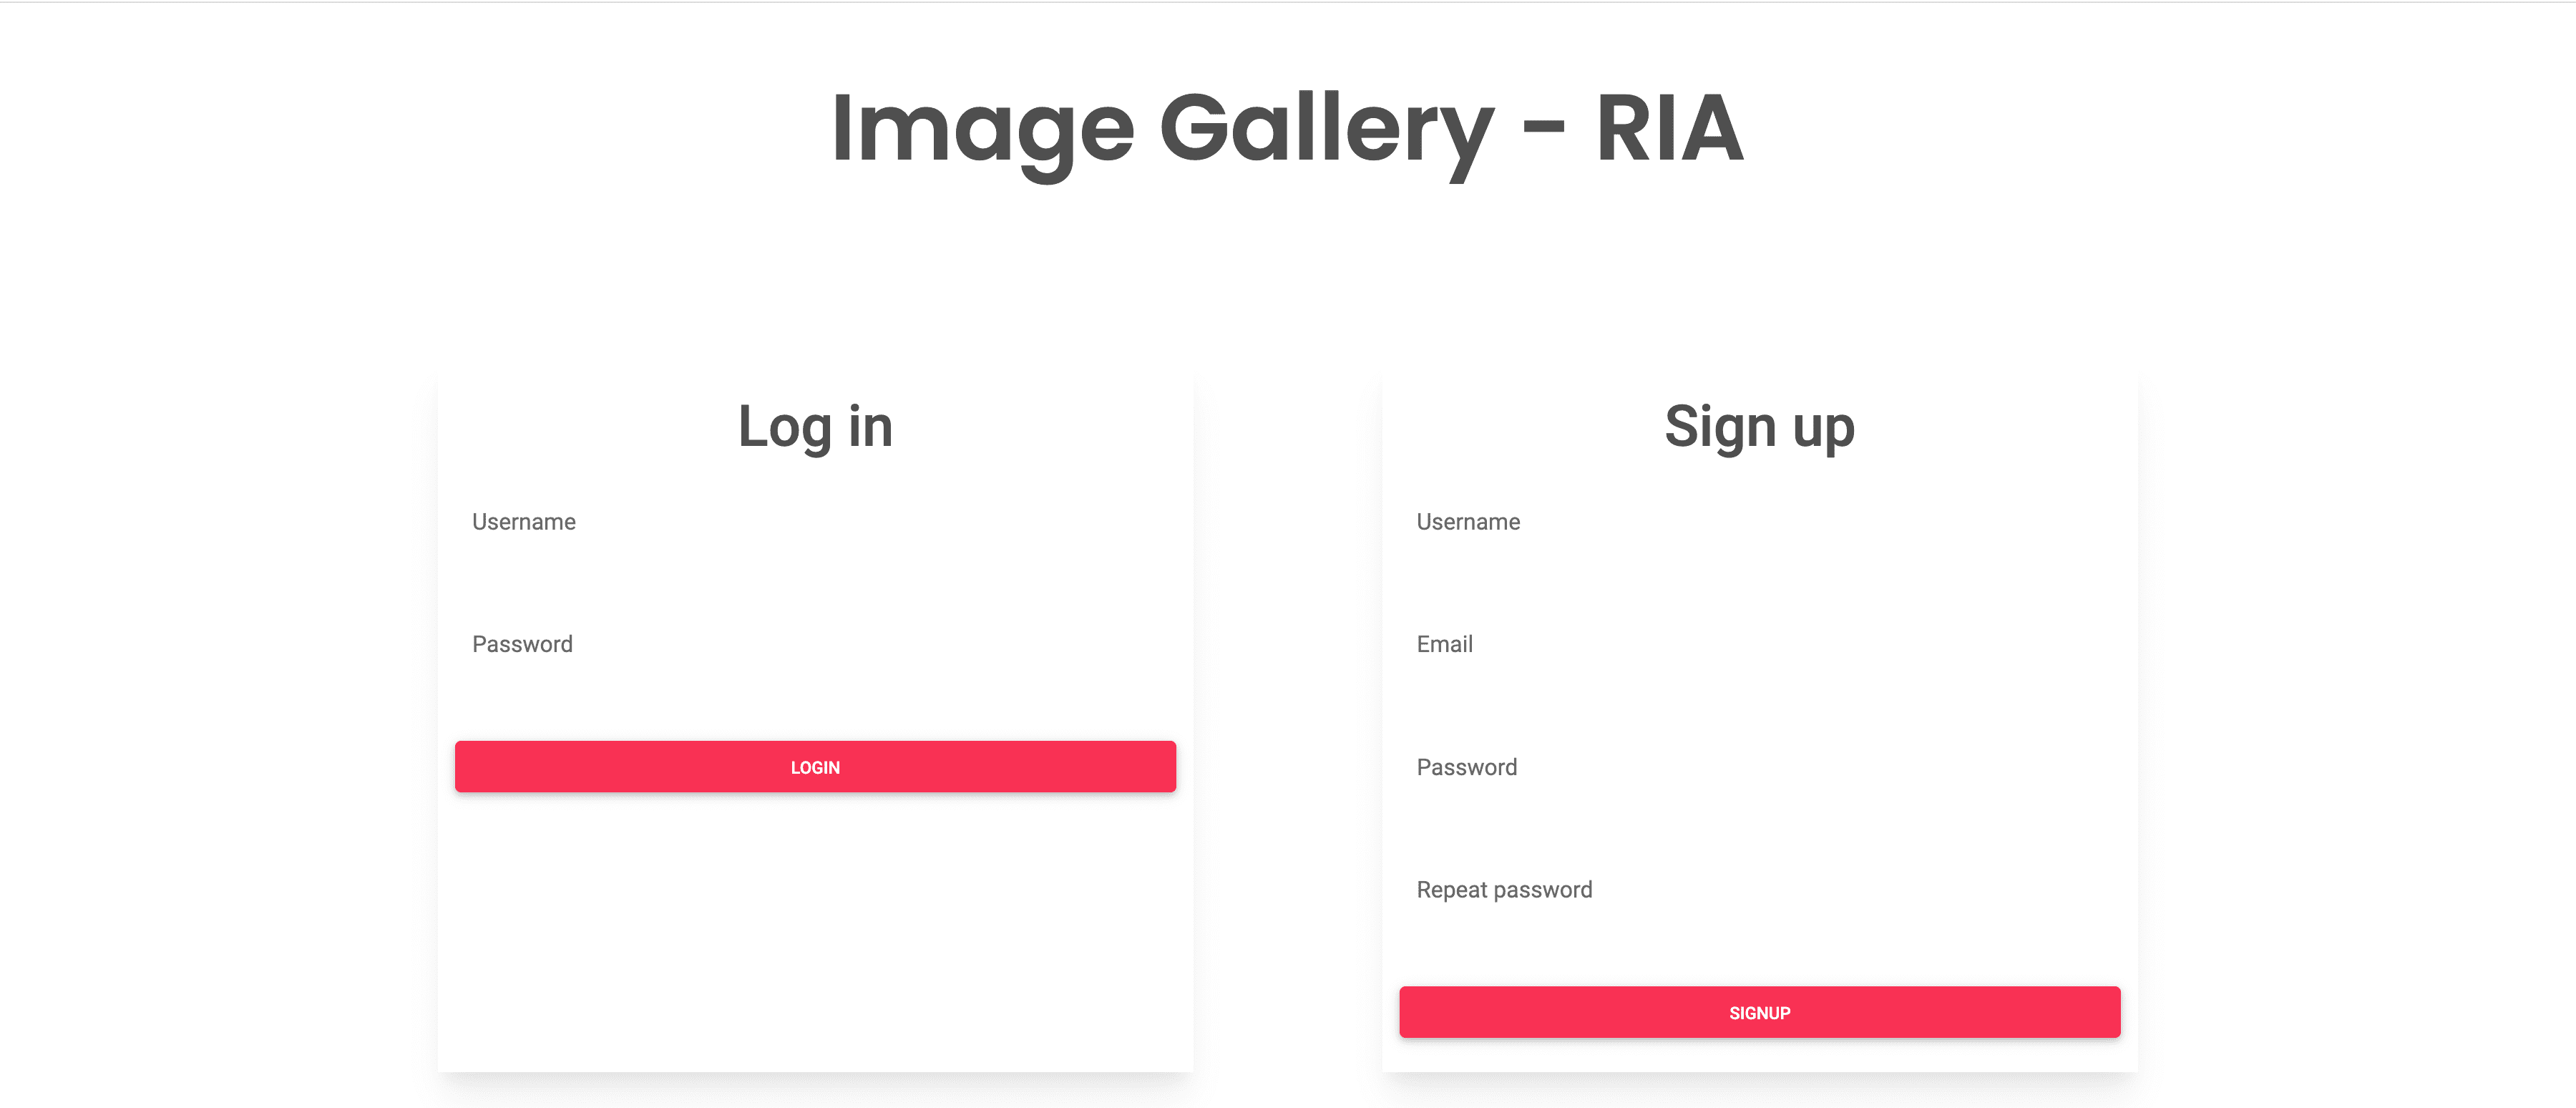 Image Gallery - RIA
Log in
Username
Password
LOGIN
Sign up
Username
Email
Password
Repeat password
SIGNUP